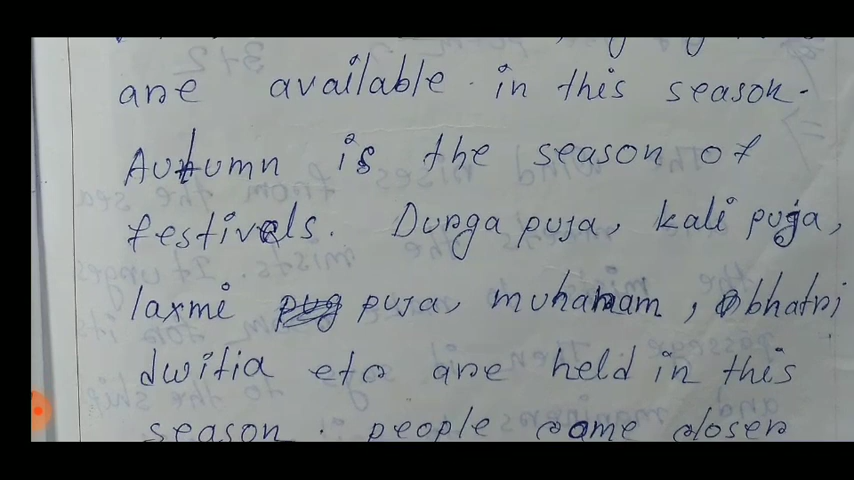 are available in this season.
Autumn is the season of
festivals. Durga puja, kali puja,
laxmi puja, muharam, bhatri
dwitia etc are held in this
season. people come closer